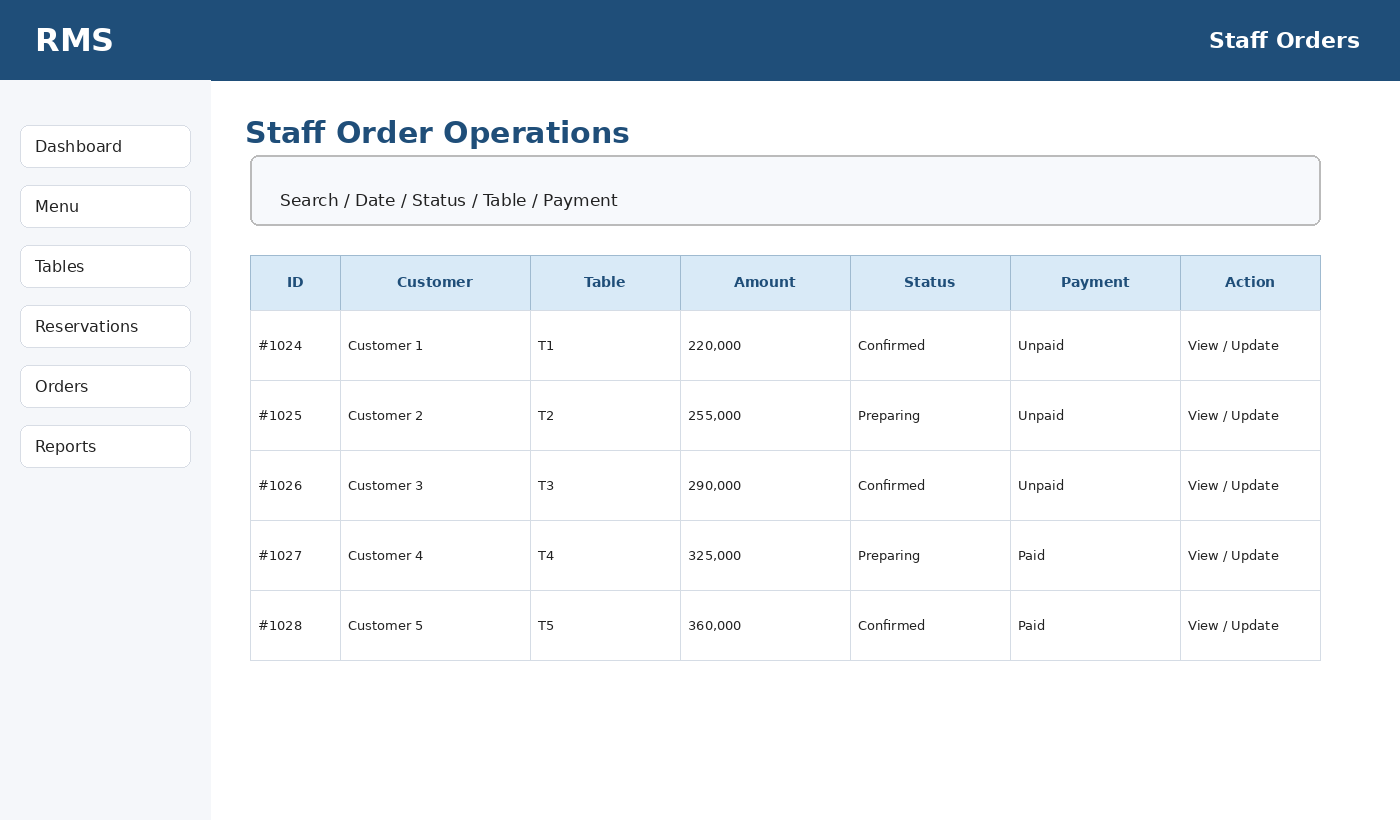 RMS
Staff Orders
Dashboard
Menu
Tables
Reservations
Orders
Reports
Staff Order Operations
Search / Date / Status / Table / Payment
ID Customer Table Amount Status Payment Action
#1024 Customer 1 T1 220,000 Confirmed Unpaid View / Update
#1025 Customer 2 T2 255,000 Preparing Unpaid View / Update
#1026 Customer 3 T3 290,000 Confirmed Unpaid View / Update
#1027 Customer 4 T4 325,000 Preparing Paid View / Update
#1028 Customer 5 T5 360,000 Confirmed Paid View / Update